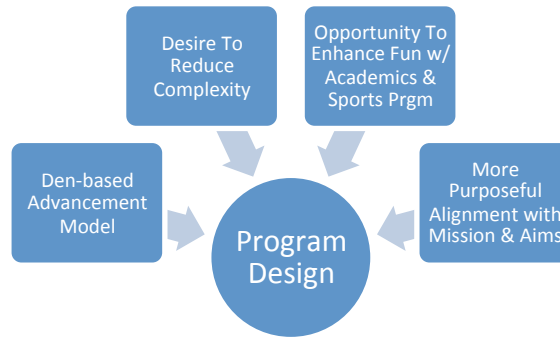 Desire To
Reduce
Complexity
Opportunity To
Enhance Fun w/
Academics &
Sports Prgm
Den-based
Advancement
Model
More
Purposeful
Alignment with
Mission & Aims
Program
Design